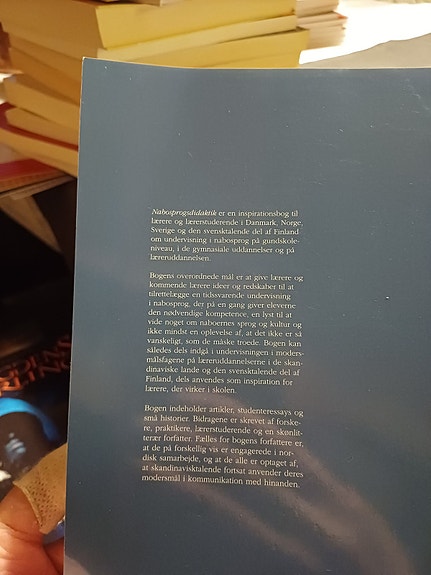 Nabosprogsdidaktik er en inspirationsbog til
lærere og lærerstuderende i Danmark, Norge,
Sverige og den svensktalende del af Finland
om undervisning i nabosprog på gundskole-
niveau, i de gymnasiale uddannelser og på
læreruddannelsen.
Bogens overordnede mål er at give lærere og
kommende lærere ideer og redskaber til at
tilrettelægge en tidssvarende undervisning
i nabosprog, der på en gang giver eleverne
den nødvendige kompetence, en lyst til at
vide noget om naboernes sprog og kultur og
ikke mindst en oplevelse af, at det ikke er så
vanskeligt, som de måske troede. Bogen kan
således dels indgå i undervisningen i moders-
målsfagene på læreruddannelserne i de skan-
dinaviske lande og den svensktalende del af
Finland, dels anvendes som inspiration for
lærere, der virker i skolen.
Bogen indeholder artikler, studenteressays og
små historier. Bidragene er skrevet af forske-
re, praktikere, lærerstuderende og en skønlit-
terær forfatter. Fælles for bogens forfattere er,
at de på forskellig vis er engagerede i nor-
disk samarbejde, og at de alle er optaget af,
at skandinavisktalende fortsat anvender deres
modersmål i kommunikation med hinanden.